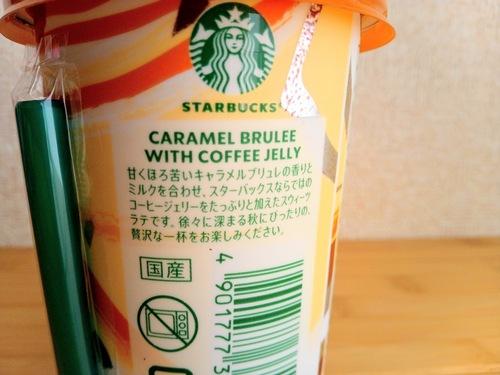 STARBUCKS
CARAMEL BRULEE
WITH COFFEE JELLY
甘くほろ苦いキャラメルブリュレの香りと
ミルクを合わせ、スターバックスならではの
コーヒージェリーをたっぷりと加えたスウィーツ
ラテです。徐々に深まる秋にぴったりの、
贅沢な一杯をお楽しみください。
国産
4 901777 3